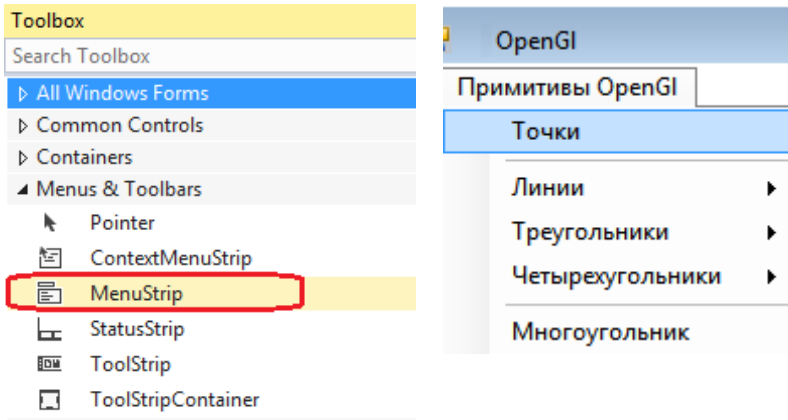 Toolbox
Search Toolbox
All Windows Forms
Common Controls
Containers
Menus & Toolbars
Pointer
ContextMenuStrip
MenuStrip
StatusStrip
ToolStrip
ToolStripContainer
OpenGl
Примитивы OpenGl
Точки
Линии
Треугольники
Четырехугольники
Многоугольник